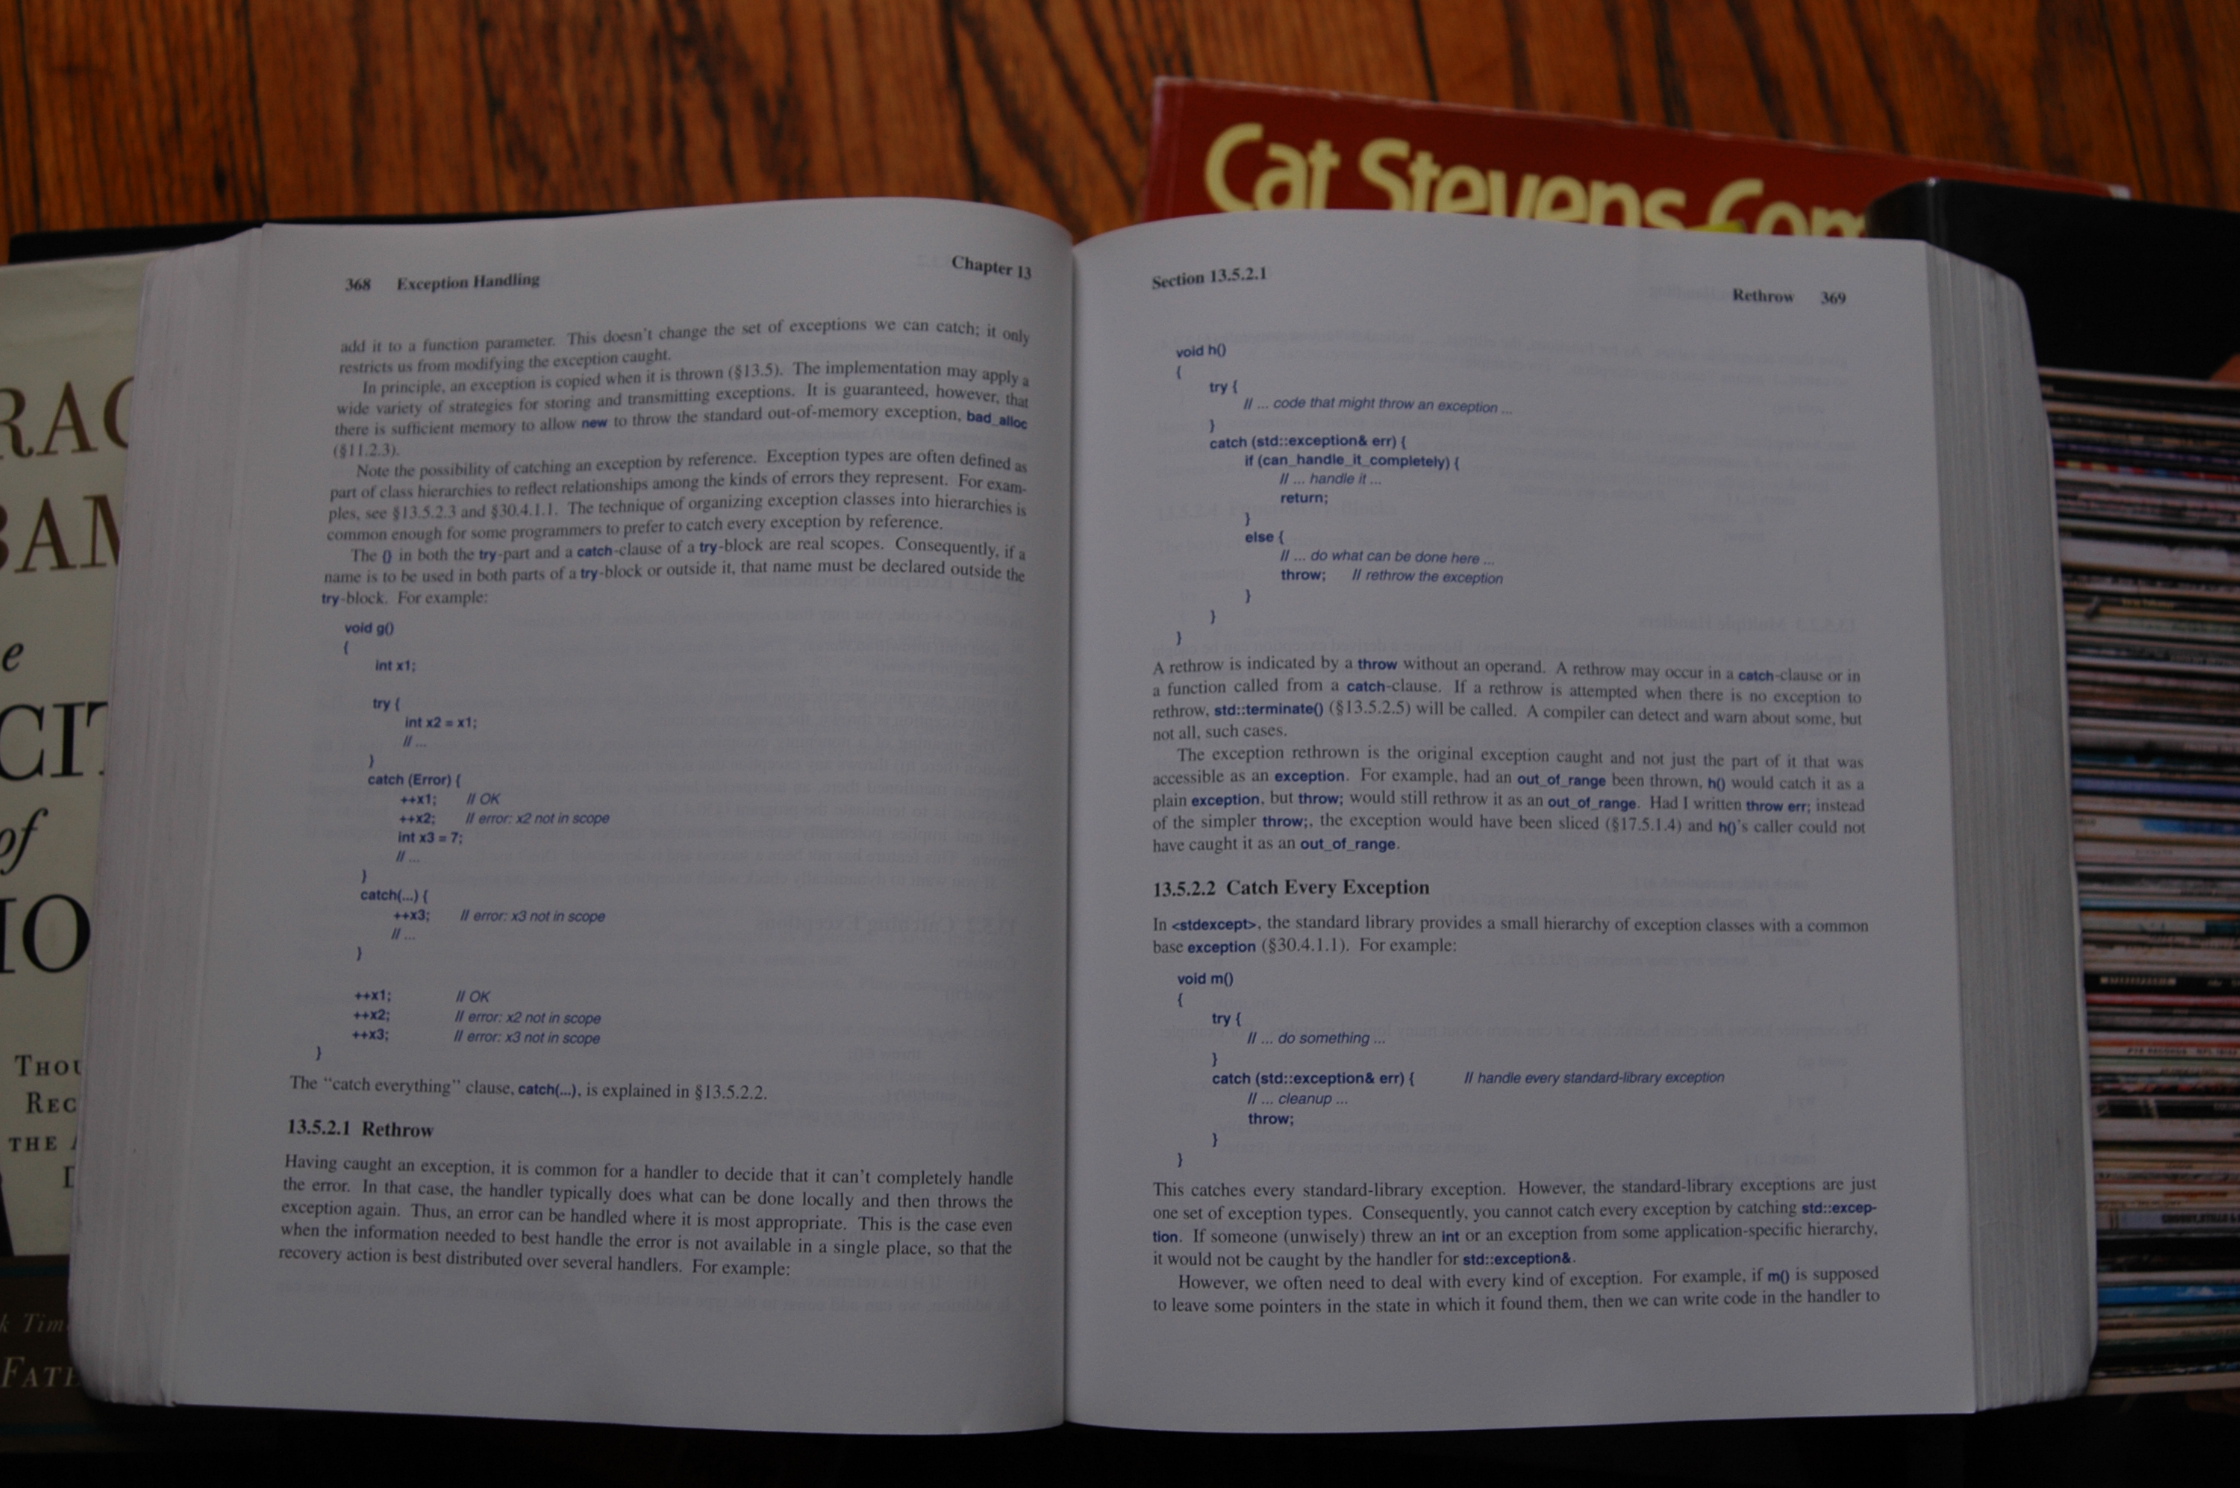 368 Exception Handling Chapter 13
add it to a function parameter. This doesn't change the set of exceptions we can catch; it only
restricts us from modifying the exception caught.
In principle, an exception is copied when it is thrown (§13.5). The implementation may apply a
wide variety of strategies for storing and transmitting exceptions. It is guaranteed, however, that
there is sufficient memory to allow new to throw the standard out-of-memory exception, bad_alloc
(§11.2.3).
Note the possibility of catching an exception by reference. Exception types are often defined as
part of class hierarchies to reflect relationships among the kinds of errors they represent. For exam-
ples, see §13.5.2.3 and §30.4.1.1. The technique of organizing exception classes into hierarchies is
common enough for some programmers to prefer to catch every exception by reference.
The {} in both the try-part and a catch-clause of a try-block are real scopes. Consequently, if a
name is to be used in both parts of a try-block or outside it, that name must be declared outside the
try-block. For example:
void g()
{
int x1;
try {
int x2 = x1;
// ...
}
catch (Error) {
++x1; // OK
++x2; // error: x2 not in scope
int x3 = 7;
// ...
}
catch(...) {
++x3; // error: x3 not in scope
// ...
}
++x1; // OK
++x2; // error: x2 not in scope
++x3; // error: x3 not in scope
}
The "catch everything" clause, catch(...), is explained in §13.5.2.2.
13.5.2.1 Rethrow
Having caught an exception, it is common for a handler to decide that it can't completely handle
the error. In that case, the handler typically does what can be done locally and then throws the
exception again. Thus, an error can be handled where it is most appropriate. This is the case even
when the information needed to best handle the error is not available in a single place, so that the
recovery action is best distributed over several handlers. For example:
Section 13.5.2.1 Rethrow 369
void h()
{
try {
// ... code that might throw an exception ...
}
catch (std::exception& err) {
if (can_handle_it_completely) {
// ... handle it ...
return;
}
else {
// ... do what can be done here ...
throw; // rethrow the exception
}
}
}
A rethrow is indicated by a throw without an operand. A rethrow may occur in a catch-clause or in
a function called from a catch-clause. If a rethrow is attempted when there is no exception to
rethrow, std::terminate() (§13.5.2.5) will be called. A compiler can detect and warn about some, but
not all, such cases.
The exception rethrown is the original exception caught and not just the part of it that was
accessible as an exception. For example, had an out_of_range been thrown, h() would catch it as a
plain exception, but throw; would still rethrow it as an out_of_range. Had I written throw err; instead
of the simpler throw;, the exception would have been sliced (§17.5.1.4) and h()'s caller could not
have caught it as an out_of_range.
13.5.2.2 Catch Every Exception
In <stdexcept>, the standard library provides a small hierarchy of exception classes with a common
base exception (§30.4.1.1). For example:
void m()
{
try {
// ... do something ...
}
catch (std::exception& err) { // handle every standard-library exception
// ... cleanup ...
throw;
}
}
This catches every standard-library exception. However, the standard-library exceptions are just
one set of exception types. Consequently, you cannot catch every exception by catching std::excep-
tion. If someone (unwisely) threw an int or an exception from some application-specific hierarchy,
it would not be caught by the handler for std::exception&.
However, we often need to deal with every kind of exception. For example, if m() is supposed
to leave some pointers in the state in which it found them, then we can write code in the handler to
Cat Stevens
of
THE